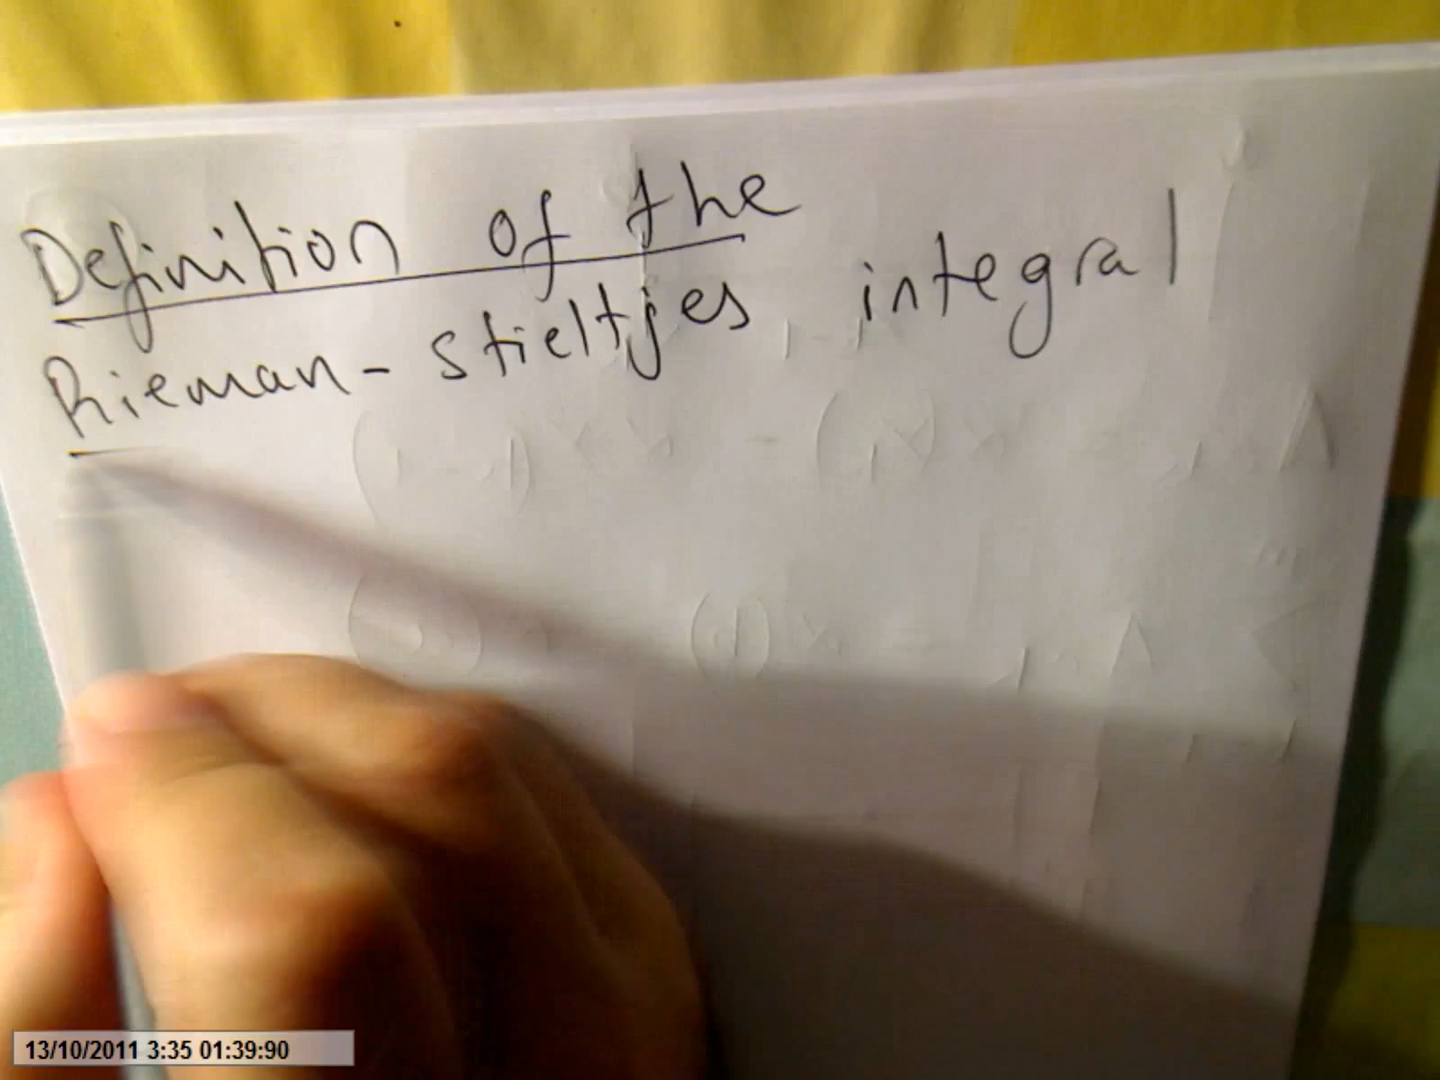 Definition of the
Rieman - stieltjes integral
13/10/2011 3:35 01:39:90